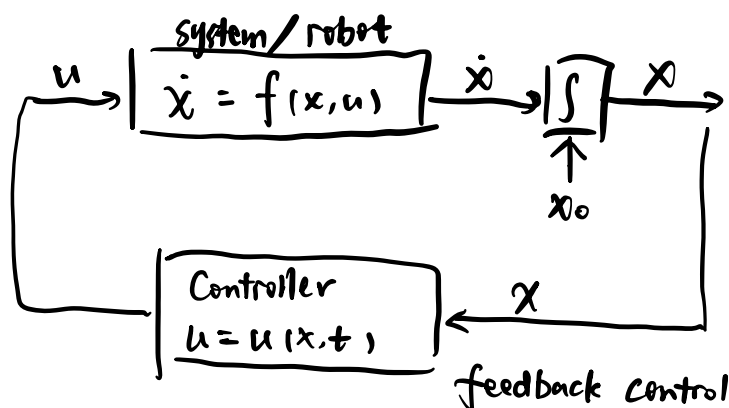 system/robot
u
ẋ = f(x,u)
ẋ
∫
x
x₀
Controller
u = u(x,t)
x
feedback control